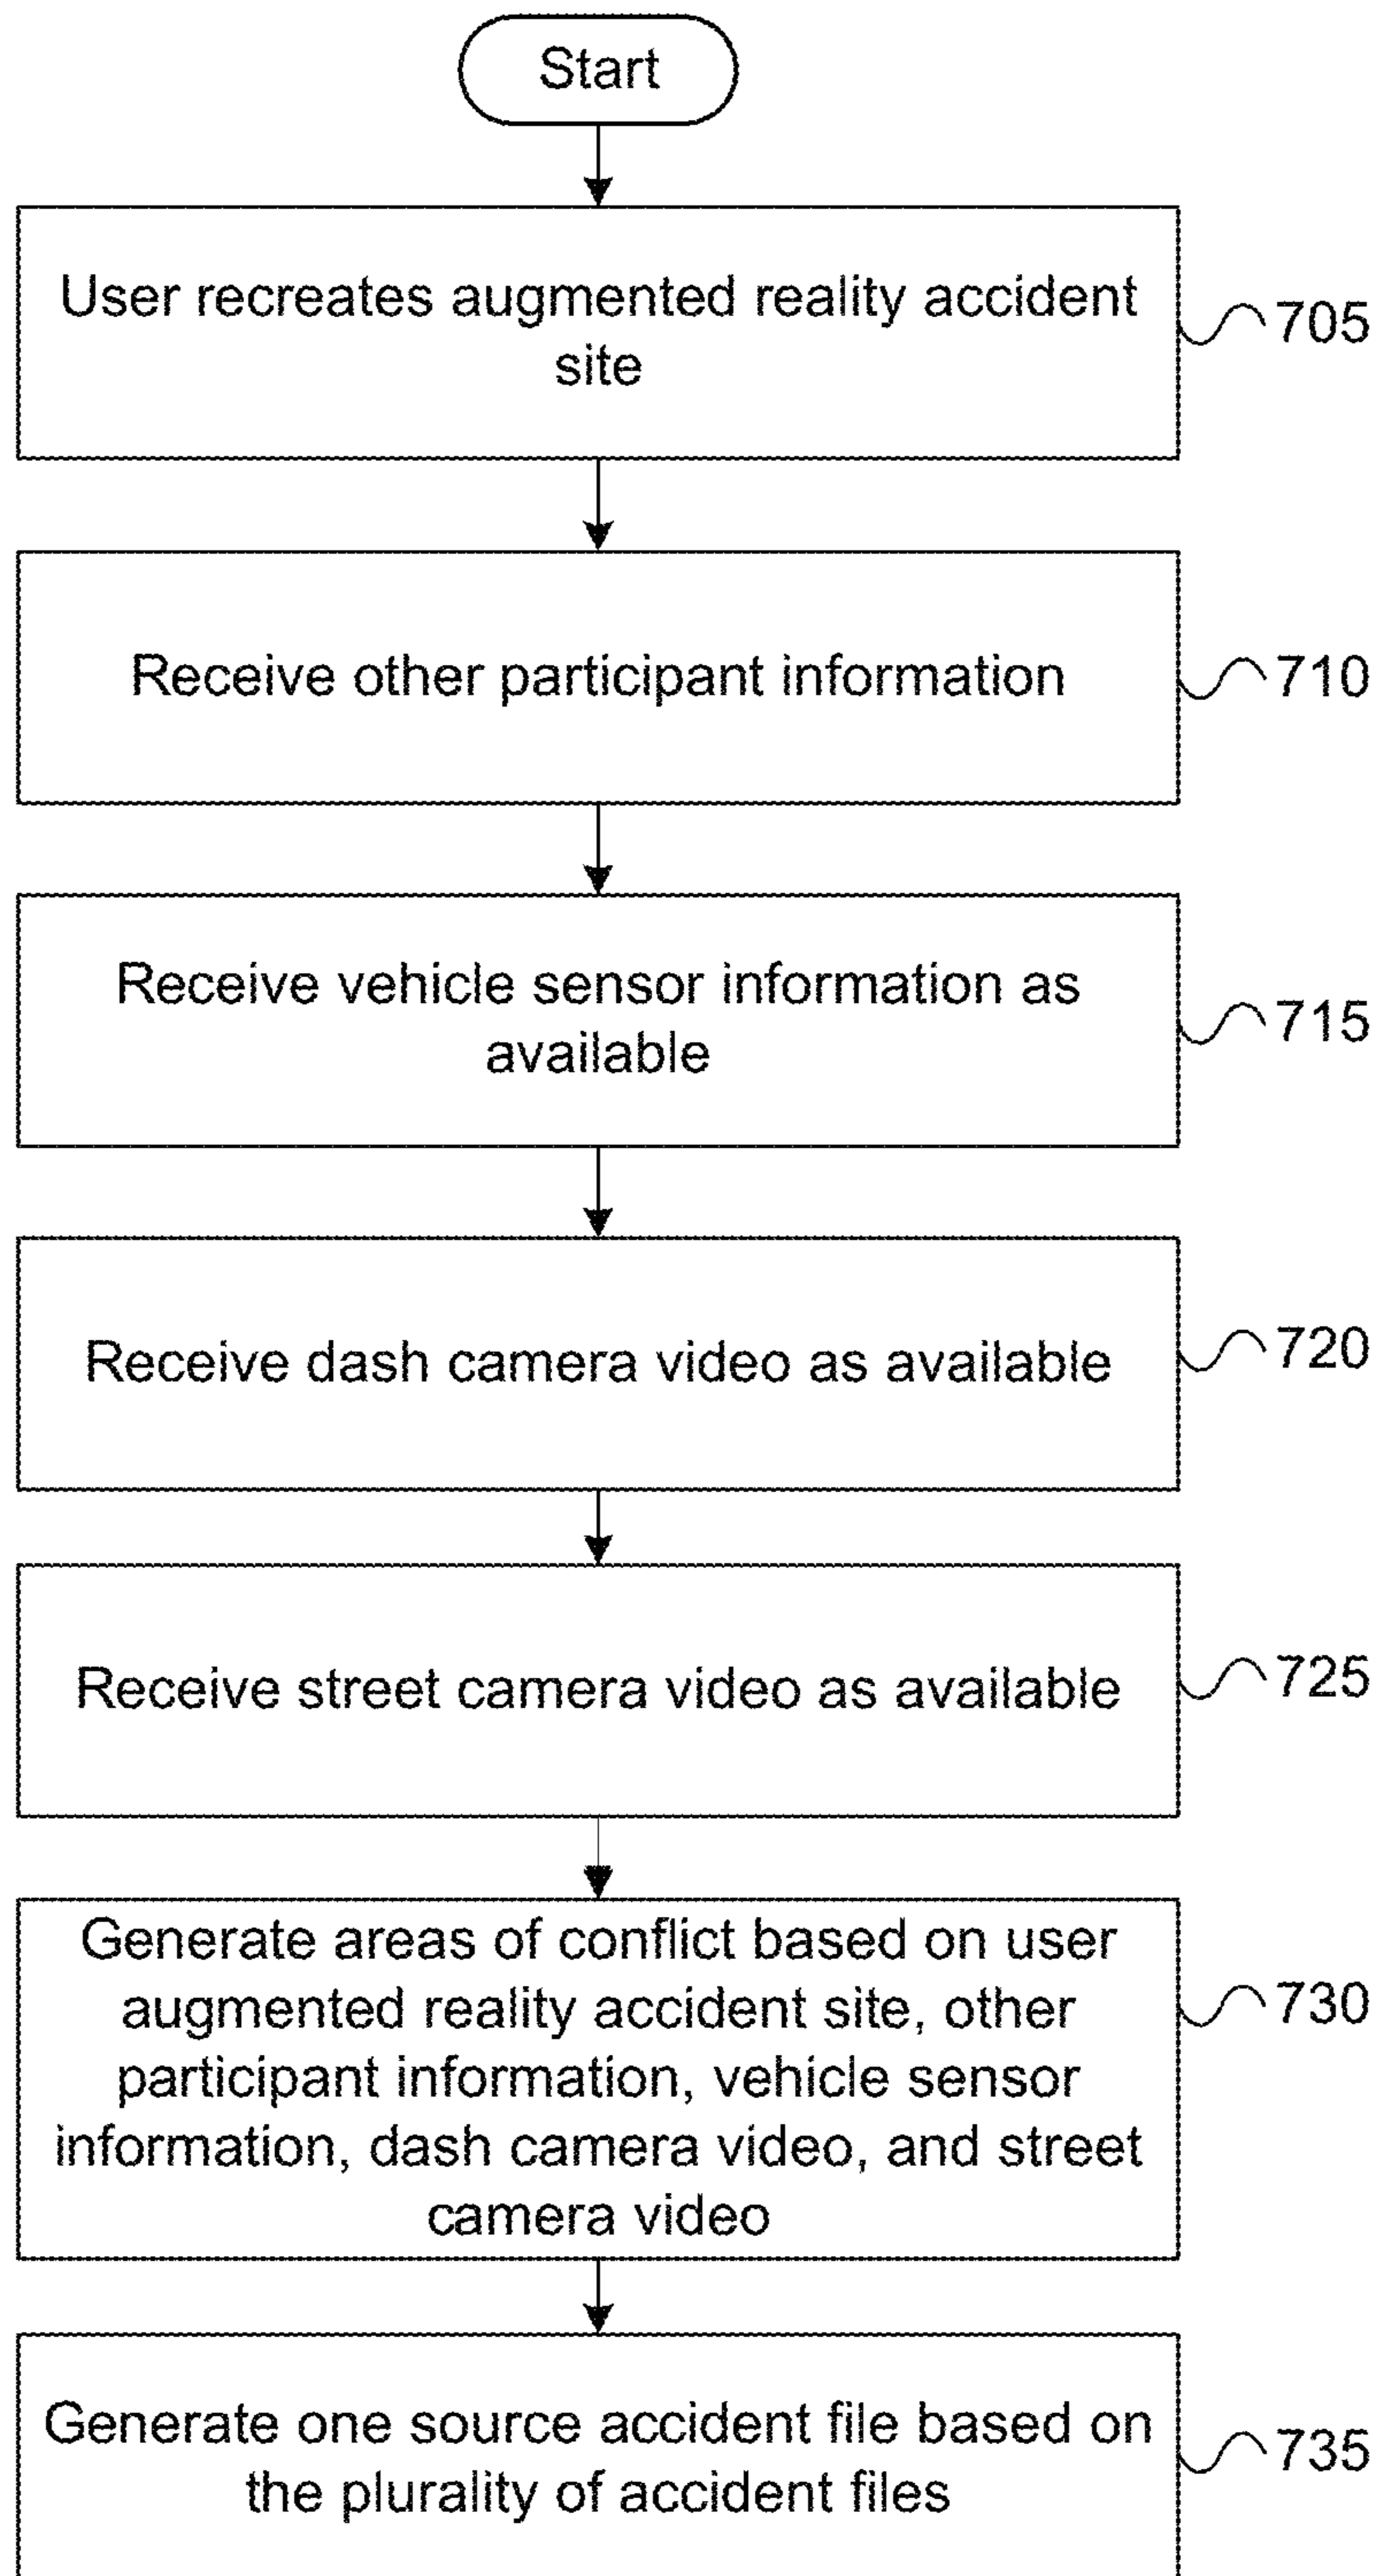 Start
User recreates augmented reality accident
site
705
Receive other participant information
710
Receive vehicle sensor information as
available
715
Receive dash camera video as available
720
Receive street camera video as available
725
Generate areas of conflict based on user
augmented reality accident site, other
participant information, vehicle sensor
information, dash camera video, and street
camera video
730
Generate one source accident file based on
the plurality of accident files
735